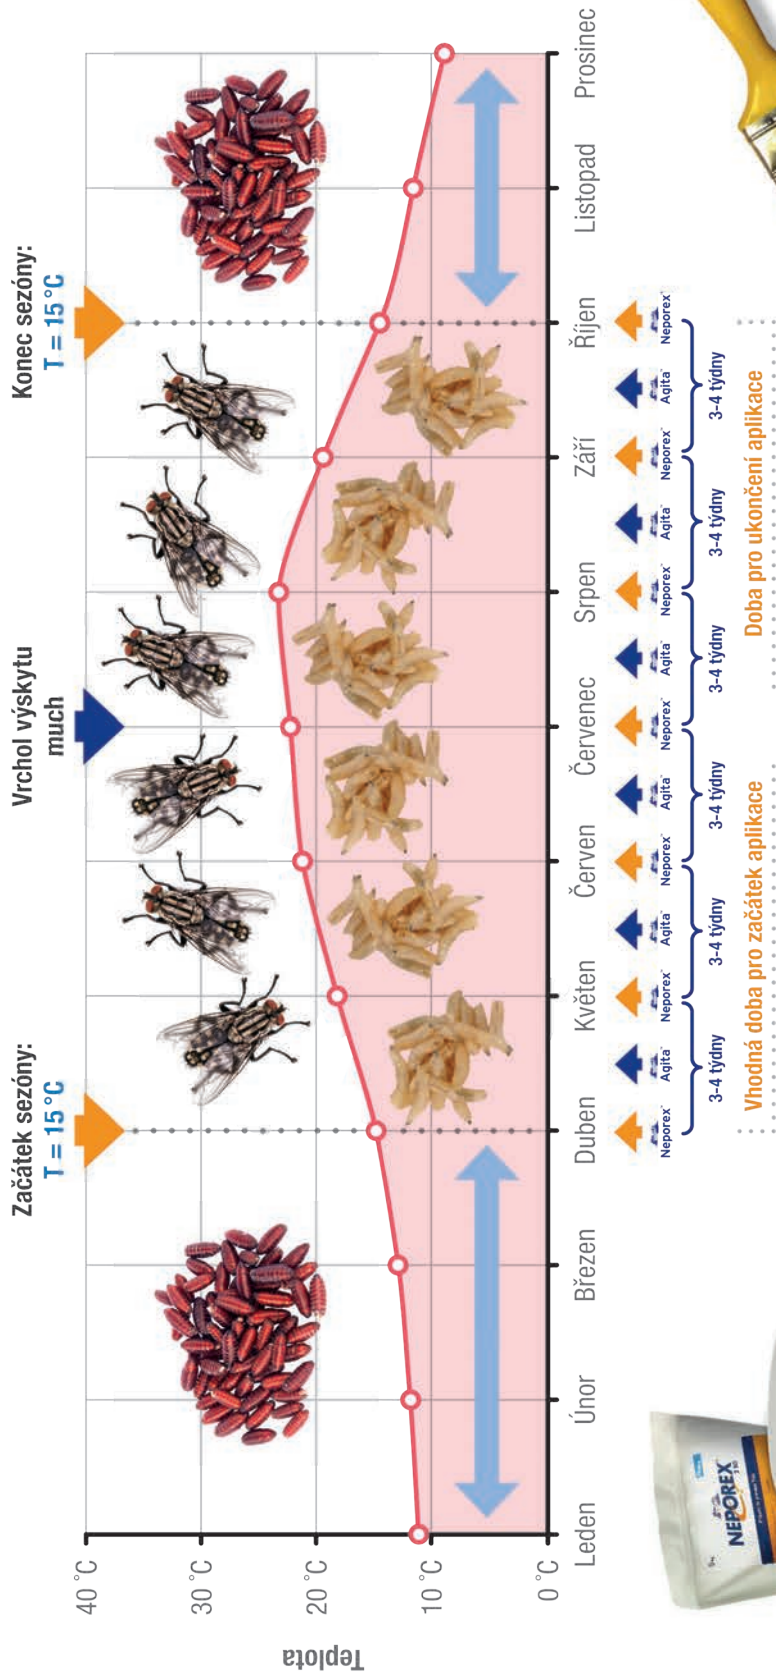 Začátek sezóny:
T = 15 °C
Vrchol výskytu
much
Konec sezóny:
T = 15 °C
Teplota
40 °C
30 °C
20 °C
10 °C
0 °C
Leden
Únor
Březen
Duben
Květen
Červen
Červenec
Srpen
Září
Říjen
Listopad
Prosinec
Neporex
Agita
Neporex
Agita
Neporex
Agita
Neporex
Agita
Neporex
Agita
Neporex
Agita
Neporex
3-4 týdny
3-4 týdny
3-4 týdny
3-4 týdny
3-4 týdny
3-4 týdny
Vhodná doba pro začátek aplikace
Doba pro ukončení aplikace
NEPOREX